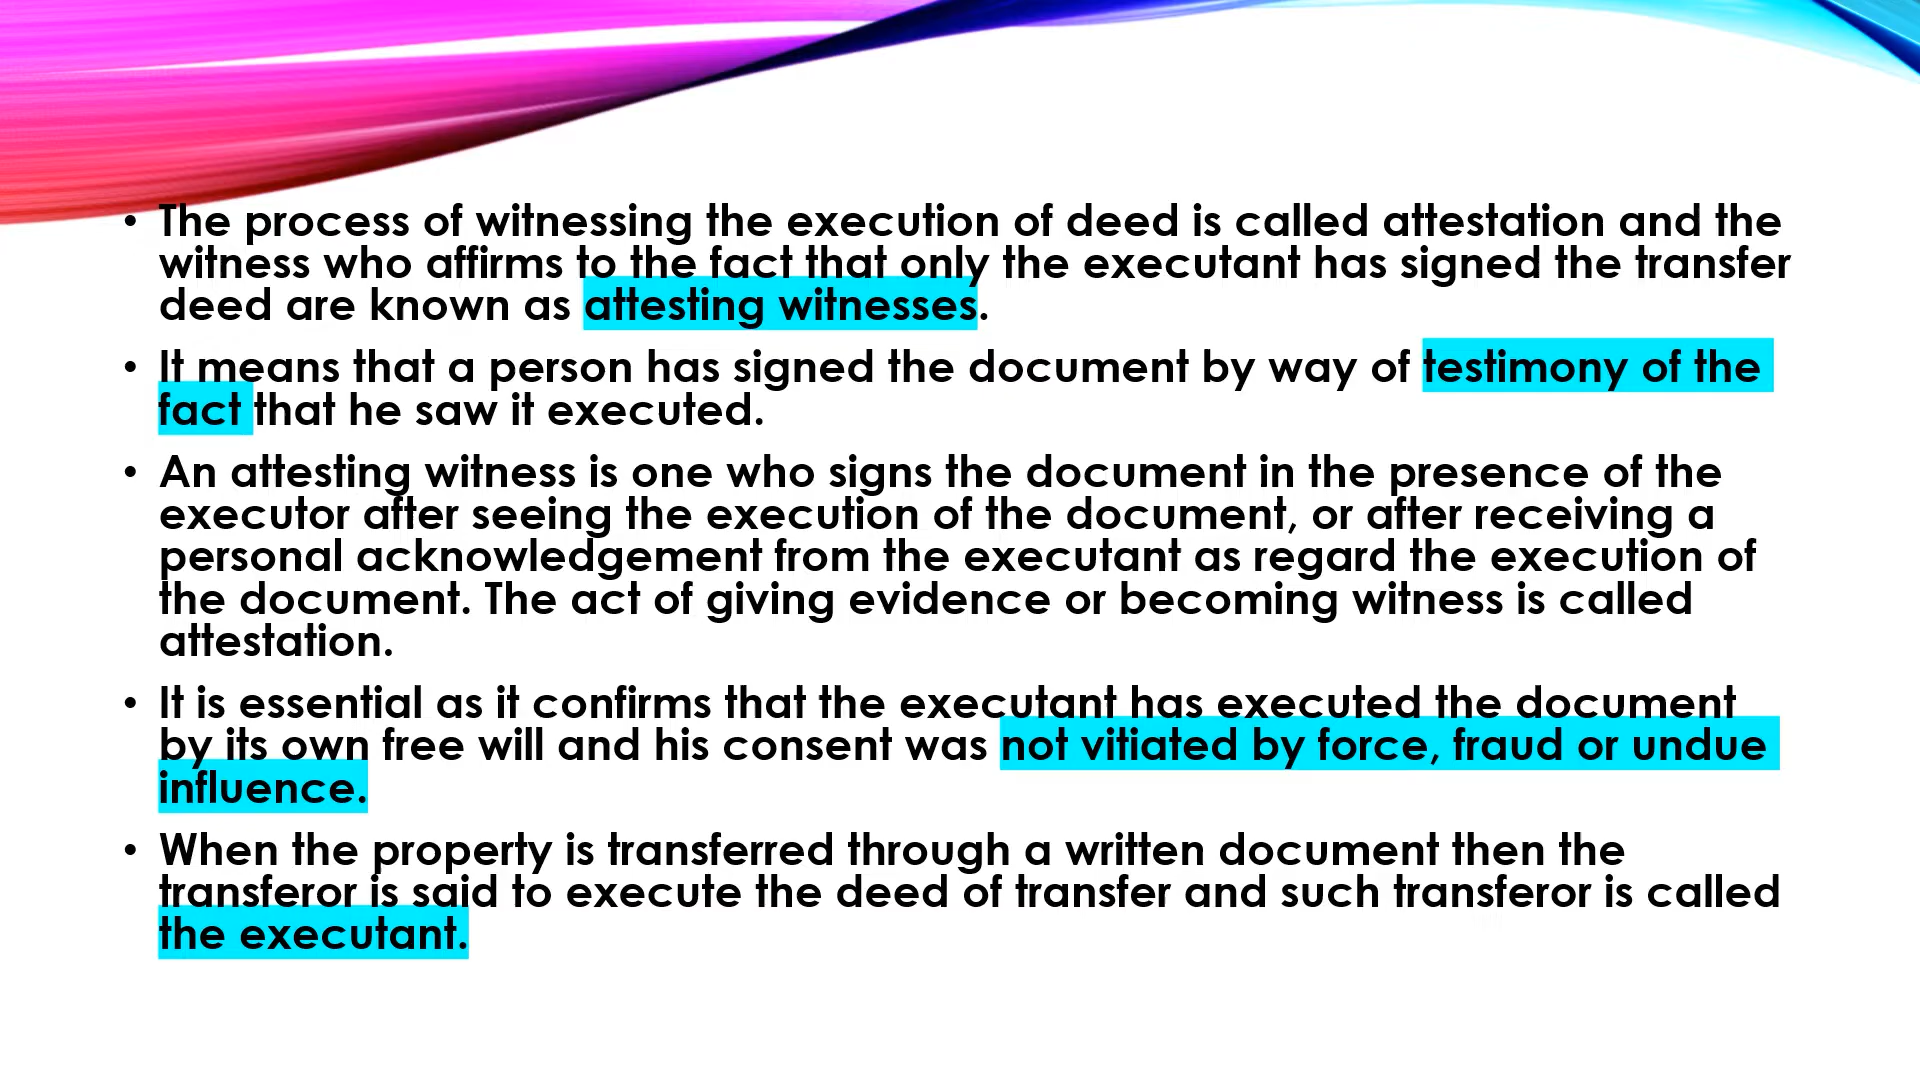 • The process of witnessing the execution of deed is called attestation and the
witness who affirms to the fact that only the executant has signed the transfer
deed are known as attesting witnesses.
• It means that a person has signed the document by way of testimony of the
fact that he saw it executed.
• An attesting witness is one who signs the document in the presence of the
executor after seeing the execution of the document, or after receiving a
personal acknowledgement from the executant as regard the execution of
the document. The act of giving evidence or becoming witness is called
attestation.
• It is essential as it confirms that the executant has executed the document
by its own free will and his consent was not vitiated by force, fraud or undue
influence.
• When the property is transferred through a written document then the
transferor is said to execute the deed of transfer and such transferor is called
the executant.